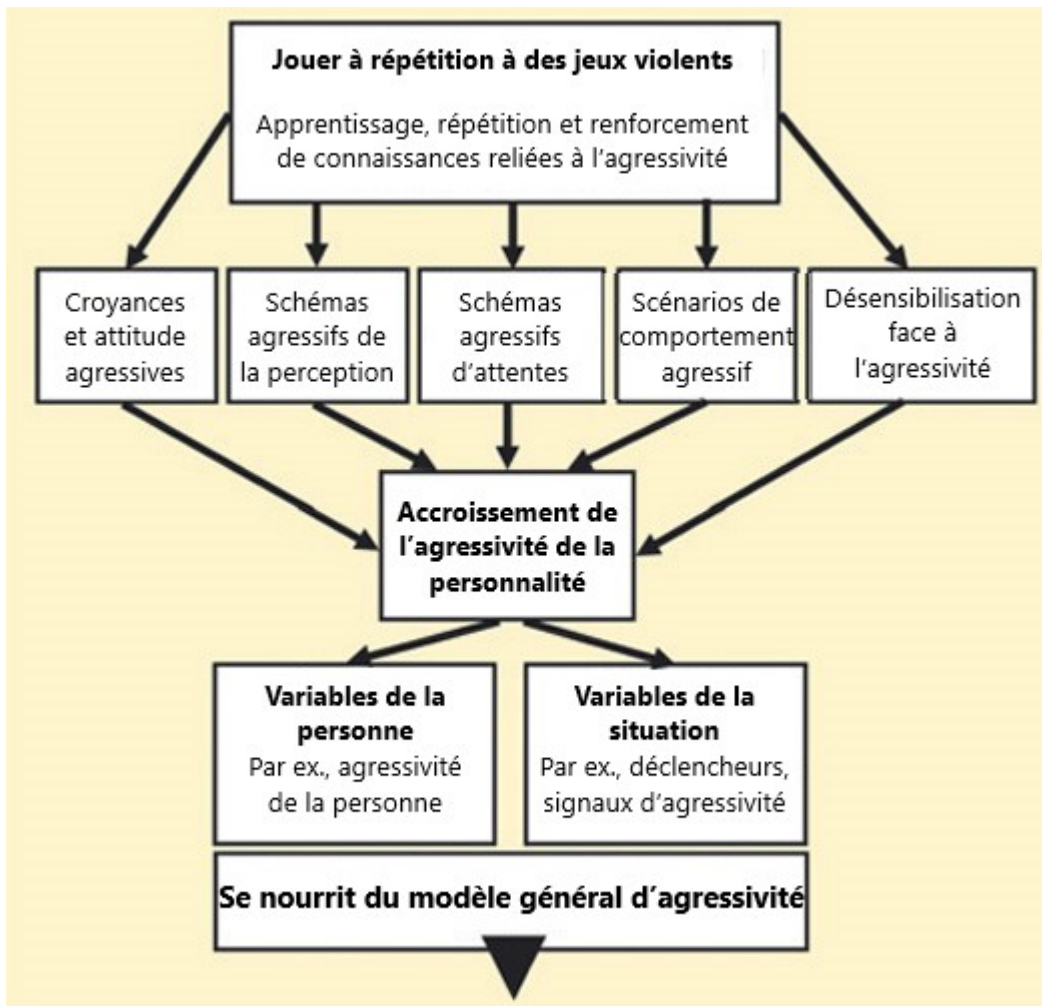 Jouer à répétition à des jeux violents
Apprentissage, répétition et renforcement
de connaissances reliées à l'agressivité
Croyances
et attitude
agressives
Schémas
agressifs de
la perception
Schémas
agressifs
d'attentes
Scénarios de
comportement
agressif
Désensibilisation
face à
l'agressivité
Accroissement de
l'agressivité de la
personnalité
Variables de la
personne
Par ex., agressivité
de la personne
Variables de la
situation
Par ex., déclencheurs,
signaux d'agressivité
Se nourrit du modèle général d'agressivité